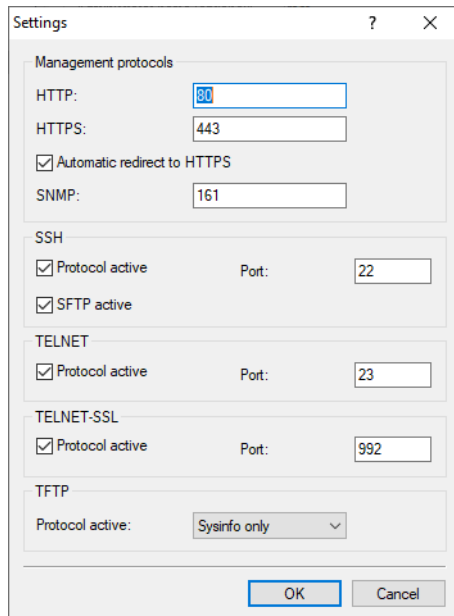 Settings ?
Management protocols
HTTP: 80
HTTPS: 443
Automatic redirect to HTTPS
SNMP: 161
SSH
Protocol active Port: 22
SFTP active
TELNET
Protocol active Port: 23
TELNET-SSL
Protocol active Port: 992
TFTP
Protocol active: Sysinfo only
OK Cancel